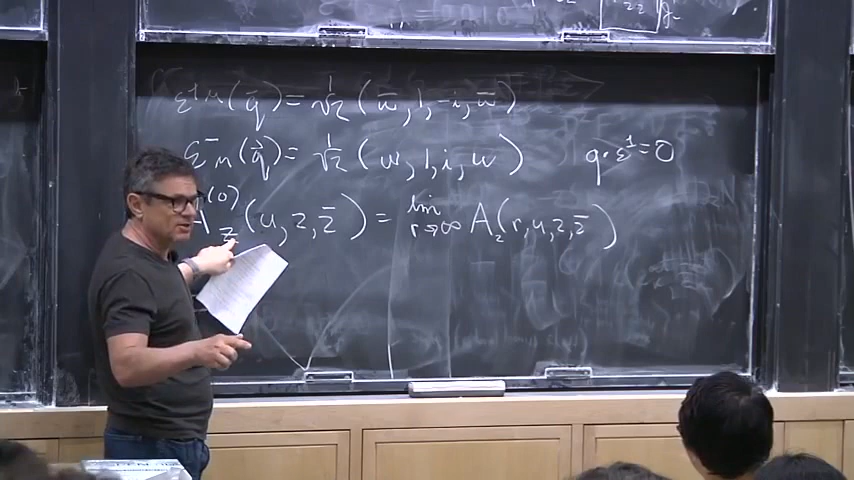 ε^{+μ}(q⃗) = 1/√2 (w̄, 1, -i, w̄)
ε^{-μ}(q⃗) = 1/√2 (w, 1, i, w) q·ε^± = 0
A_z^{(0)}(u, z, z̄) = lim_{r→∞} A_z(r, u, z, z̄)